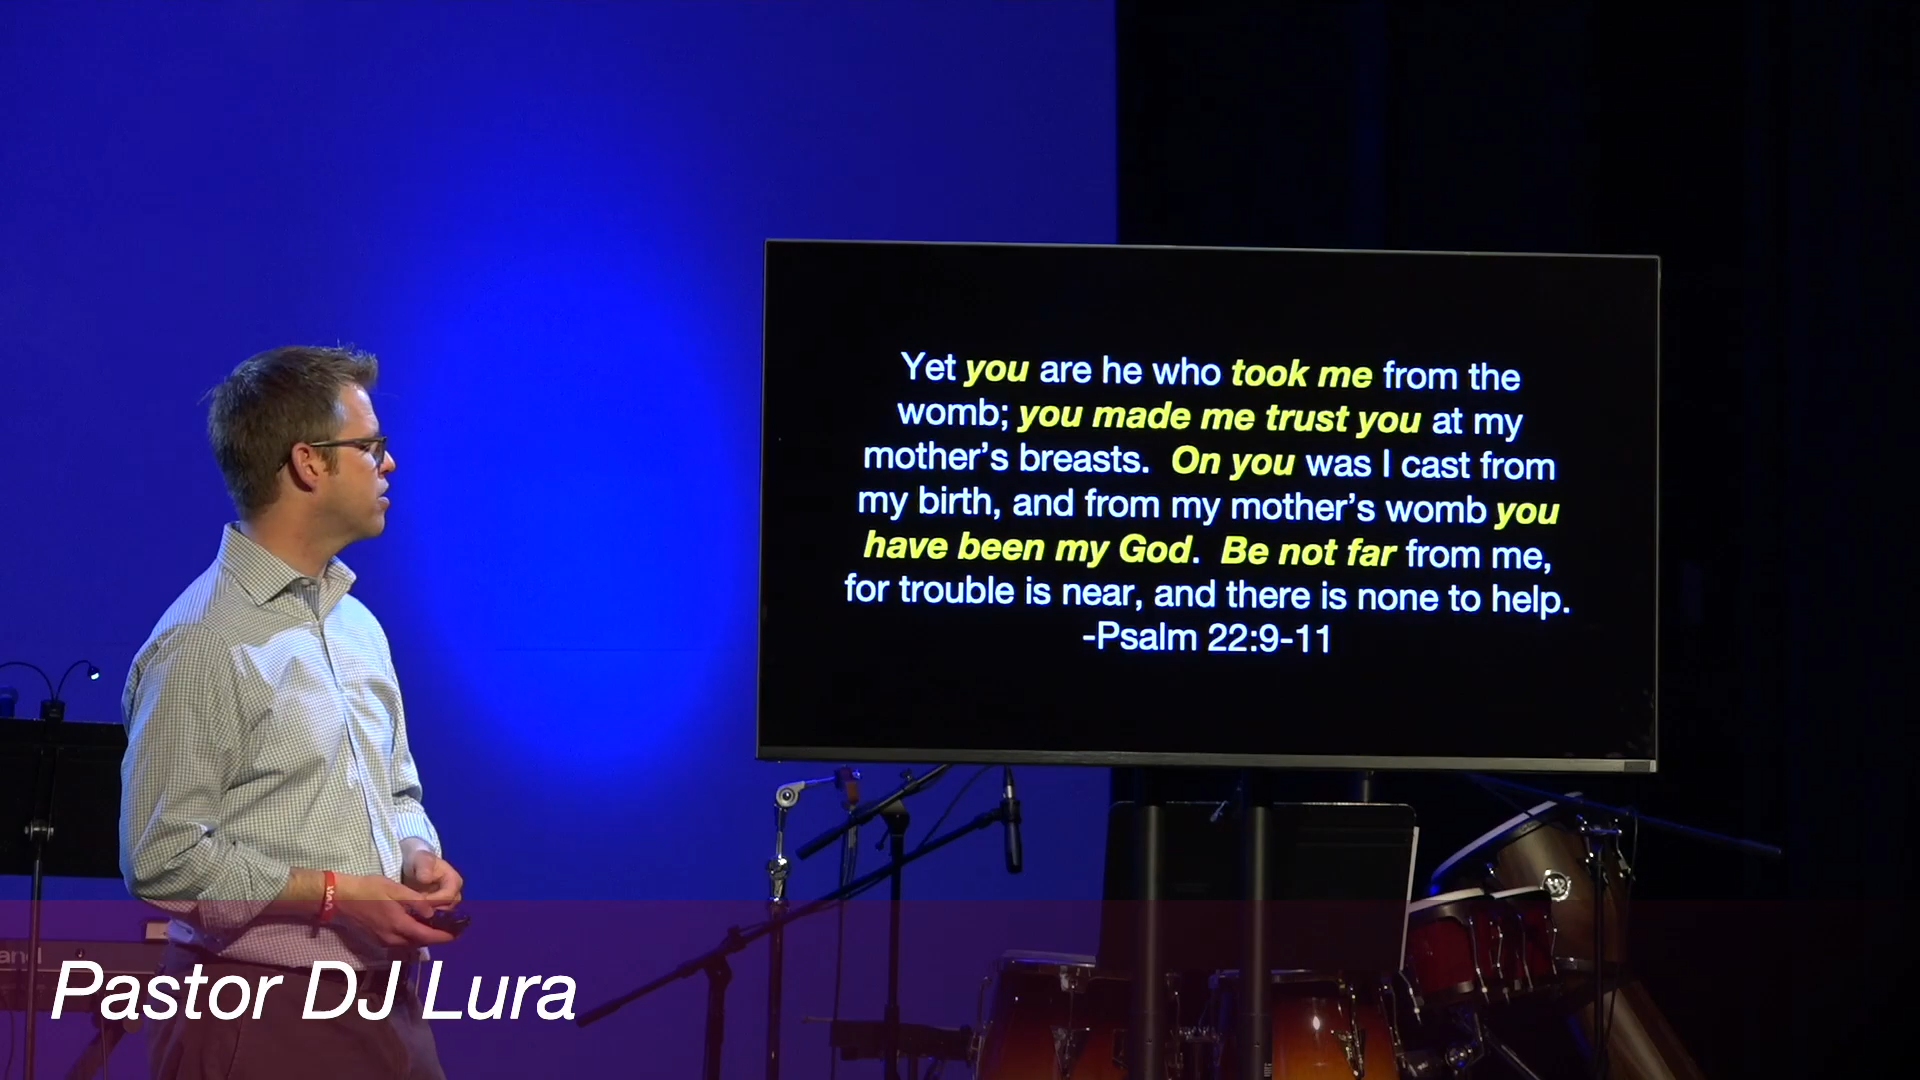 Yet you are he who took me from the
womb; you made me trust you at my
mother's breasts.  On you was I cast from
my birth, and from my mother's womb you
have been my God.  Be not far from me,
for trouble is near, and there is none to help.
-Psalm 22:9-11
and
Pastor DJ Lura